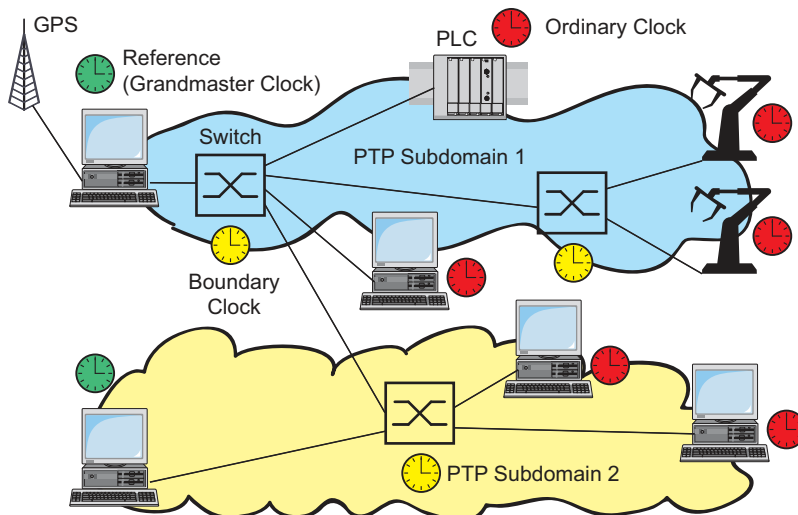 GPS
Reference
(Grandmaster Clock)
PLC
Ordinary Clock
Switch
PTP Subdomain 1
Boundary
Clock
PTP Subdomain 2